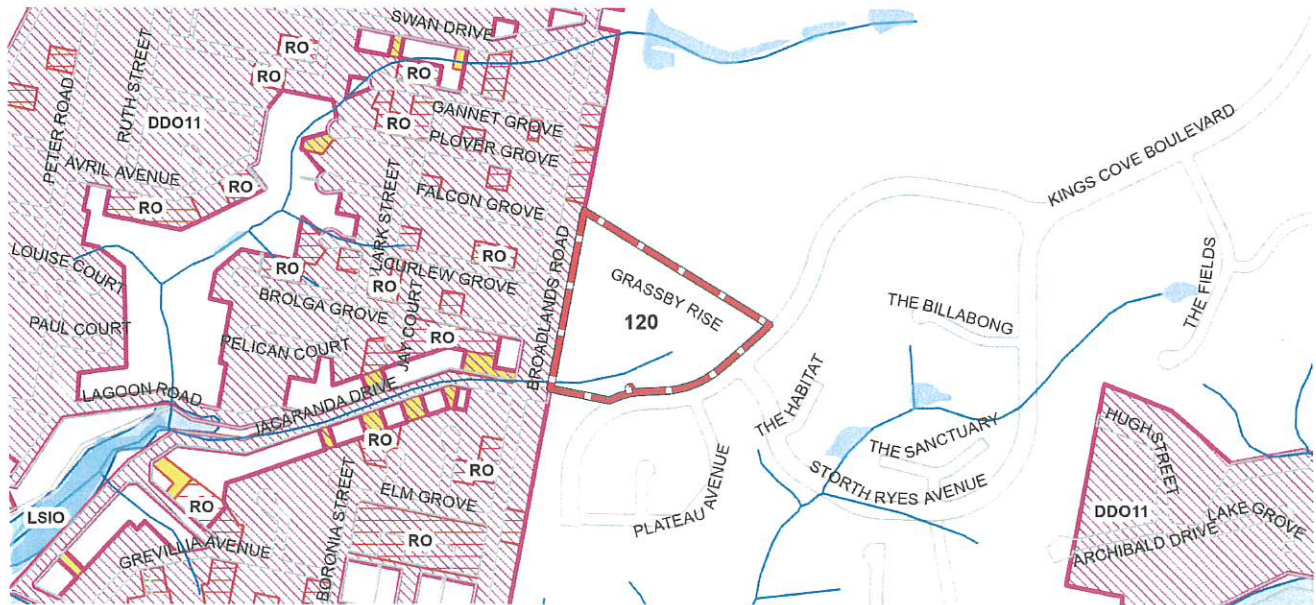 SWAN DRIVE
PETER ROAD
RUTH STREET
RO
RO
RO
DDO11
GANNET GROVE
RO
PLOVER GROVE
KINGS COVE BOULEVARD
AVRIL AVENUE
RO
RO
FALCON GROVE
LARK STREET
BROADLANDS ROAD
LOUISE COURT
RO
CURLEW GROVE
RO
RO
BROLGA GROVE
GRASSBY RISE
120
THE BILLABONG
THE FIELDS
PAUL COURT
PELICAN COURT
JAY COURT
RO
LAGOON ROAD
JACARANDA DRIVE
THE HABITAT
HUGH STREET
RO
THE SANCTUARY
RO
STORTH RYES AVENUE
ELM GROVE
PLATEAU AVENUE
LSIO
RO
DDO11
LAKE GROVE
BORONIA STREET
RO
GREVILLIA AVENUE
ARCHIBALD DRIVE